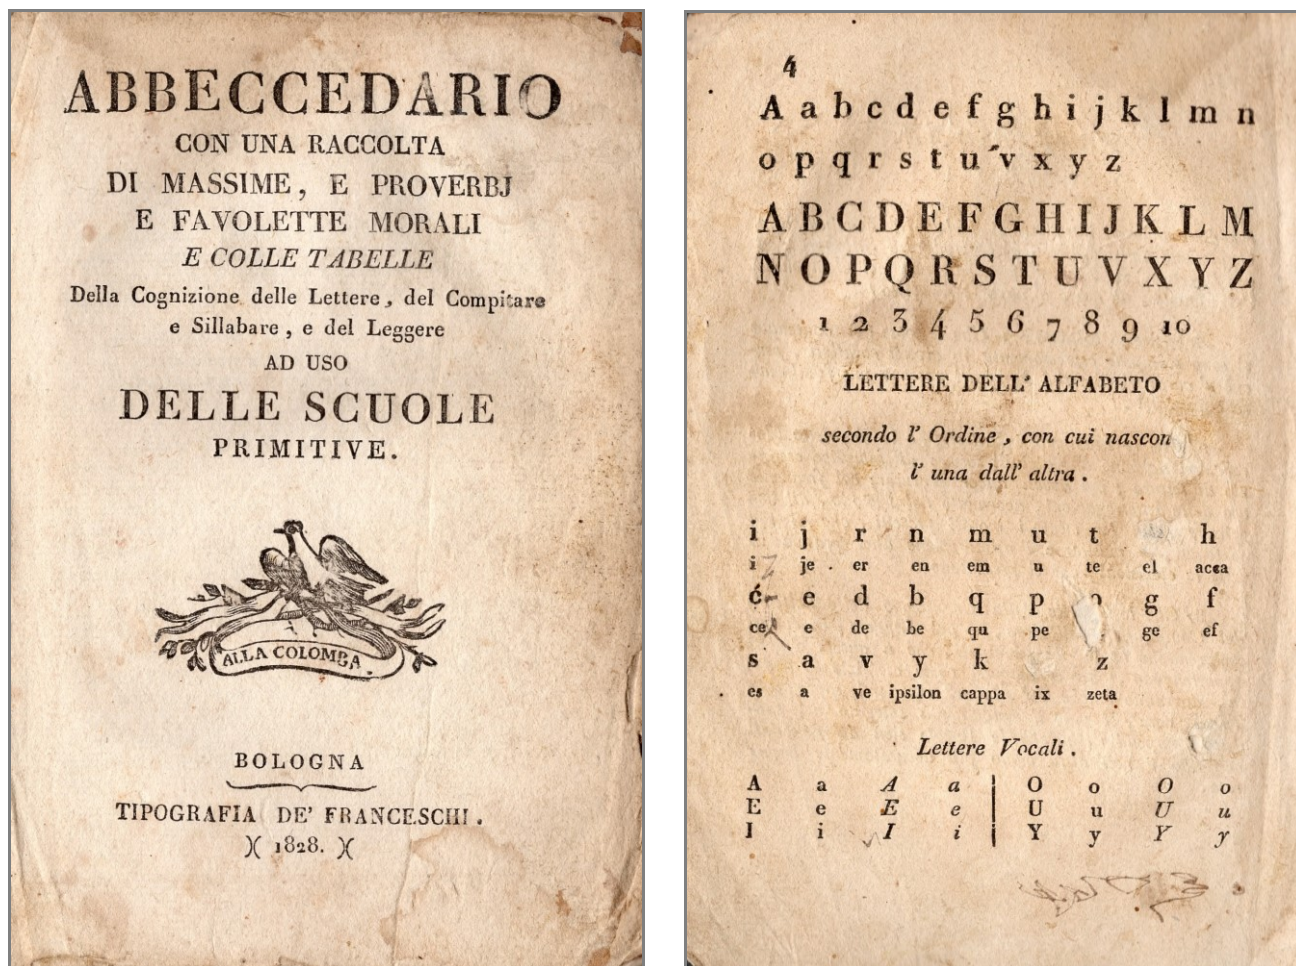 ABBECCEDARIO
CON UNA RACCOLTA
DI MASSIME, E PROVERBJ
E FAVOLETTE MORALI
E COLLE TABELLE
Della Cognizione delle Lettere, del Compitare
e Sillabare, e del Leggere
AD USO
DELLE SCUOLE
PRIMITIVE.
ALLA COLOMBA
BOLOGNA
TIPOGRAFIA DE' FRANCESCHI.
)( 1828. )(
4
A a b c d e f g h i j k l m n
o p q r s t u v x y z
A B C D E F G H I J K L M
N O P Q R S T U V X Y Z
1 2 3 4 5 6 7 8 9 10
LETTERE DELL' ALFABETO
secondo l' Ordine, con cui nascon
l' una dall' altra.
i j r n m u t h
i je er en em u te el acca
c e d b q p g f
ce e de be qu pe ge ef
s a v y k z
es a ve ipsilon cappa ix zeta
Lettere Vocali.
A a A a O o O o
E e E e U u U u
I i I i Y y Y y